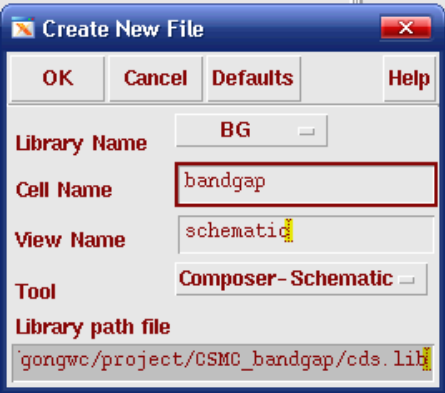 Create New File
OK Cancel Defaults Help
Library Name BG
Cell Name bandgap
View Name schematic
Tool Composer-Schematic
Library path file
gongwc/project/CSMC_bandgap/cds.lib